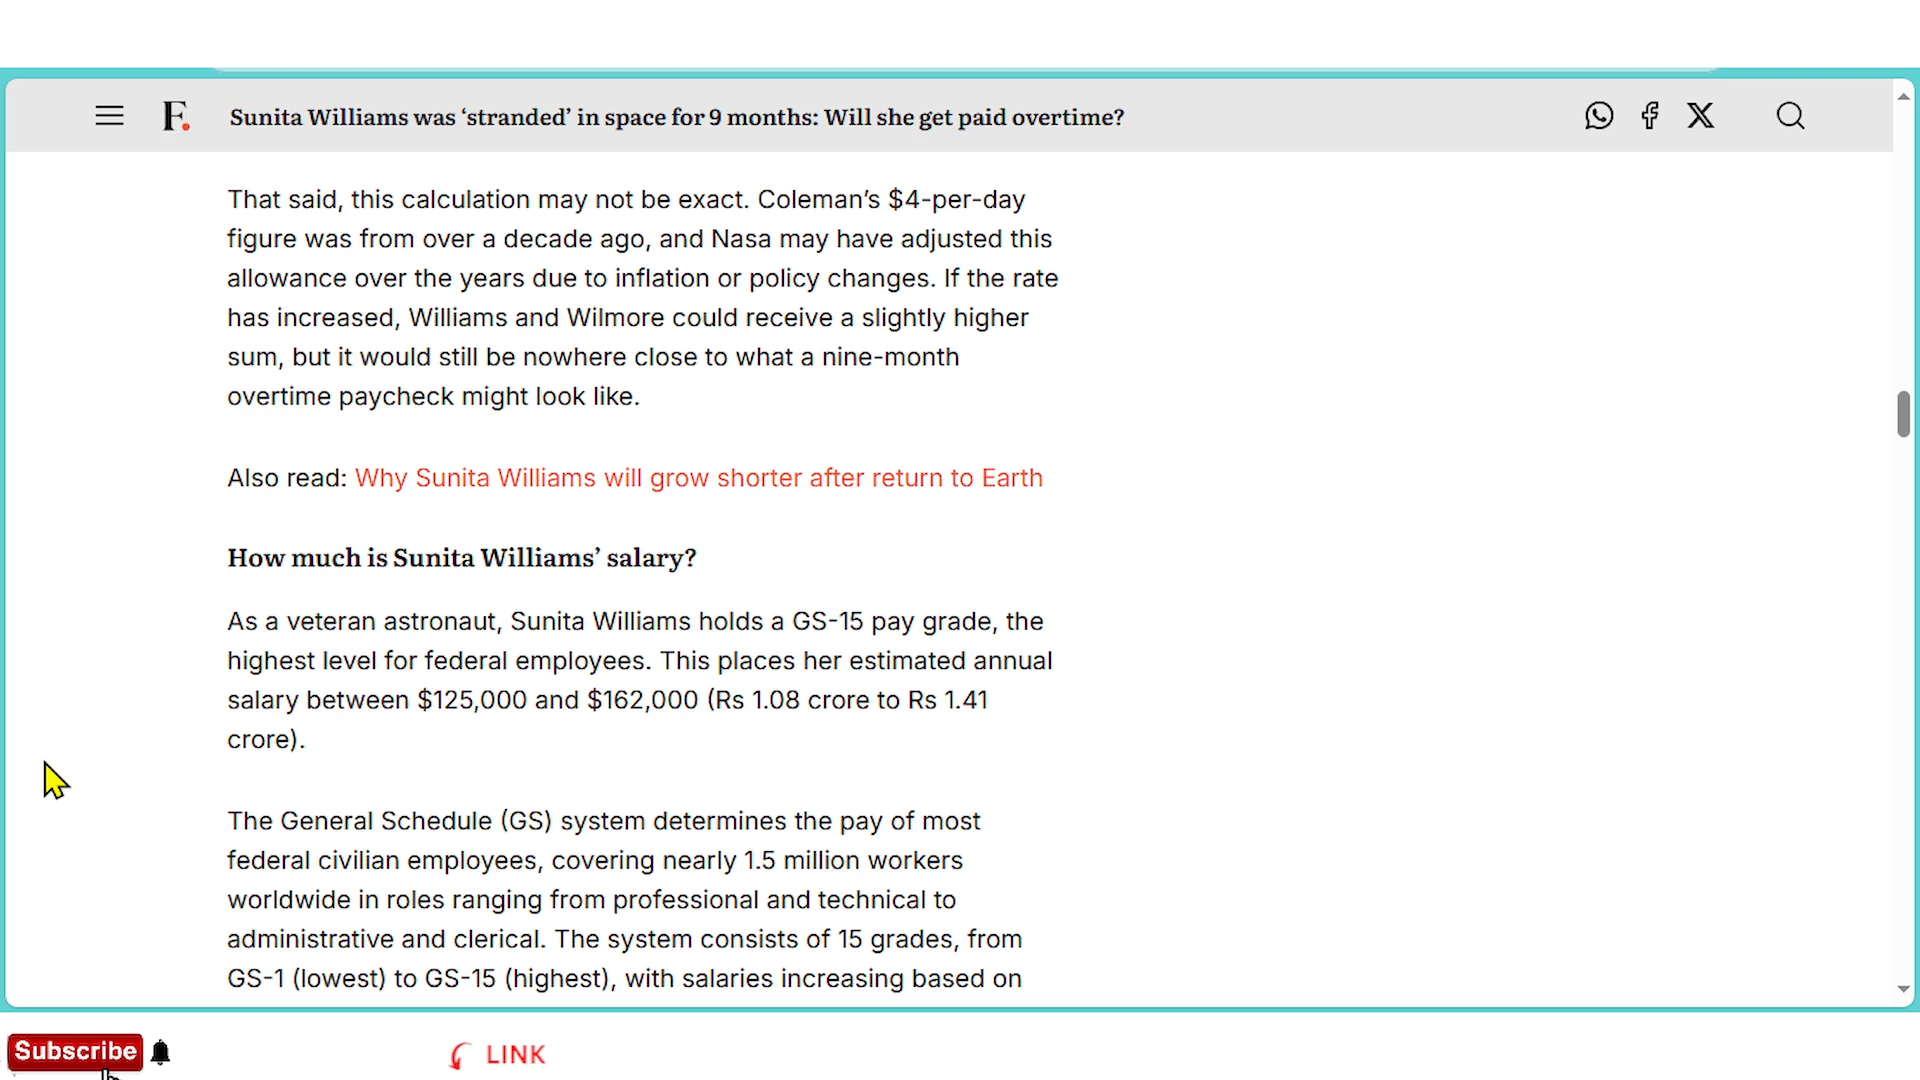 F.
Sunita Williams was ‘stranded’ in space for 9 months: Will she get paid overtime?
That said, this calculation may not be exact. Coleman’s $4-per-day
figure was from over a decade ago, and Nasa may have adjusted this
allowance over the years due to inflation or policy changes. If the rate
has increased, Williams and Wilmore could receive a slightly higher
sum, but it would still be nowhere close to what a nine-month
overtime paycheck might look like.
Also read: Why Sunita Williams will grow shorter after return to Earth
How much is Sunita Williams’ salary?
As a veteran astronaut, Sunita Williams holds a GS-15 pay grade, the
highest level for federal employees. This places her estimated annual
salary between $125,000 and $162,000 (Rs 1.08 crore to Rs 1.41
crore).
The General Schedule (GS) system determines the pay of most
federal civilian employees, covering nearly 1.5 million workers
worldwide in roles ranging from professional and technical to
administrative and clerical. The system consists of 15 grades, from
GS-1 (lowest) to GS-15 (highest), with salaries increasing based on
Subscribe
LINK